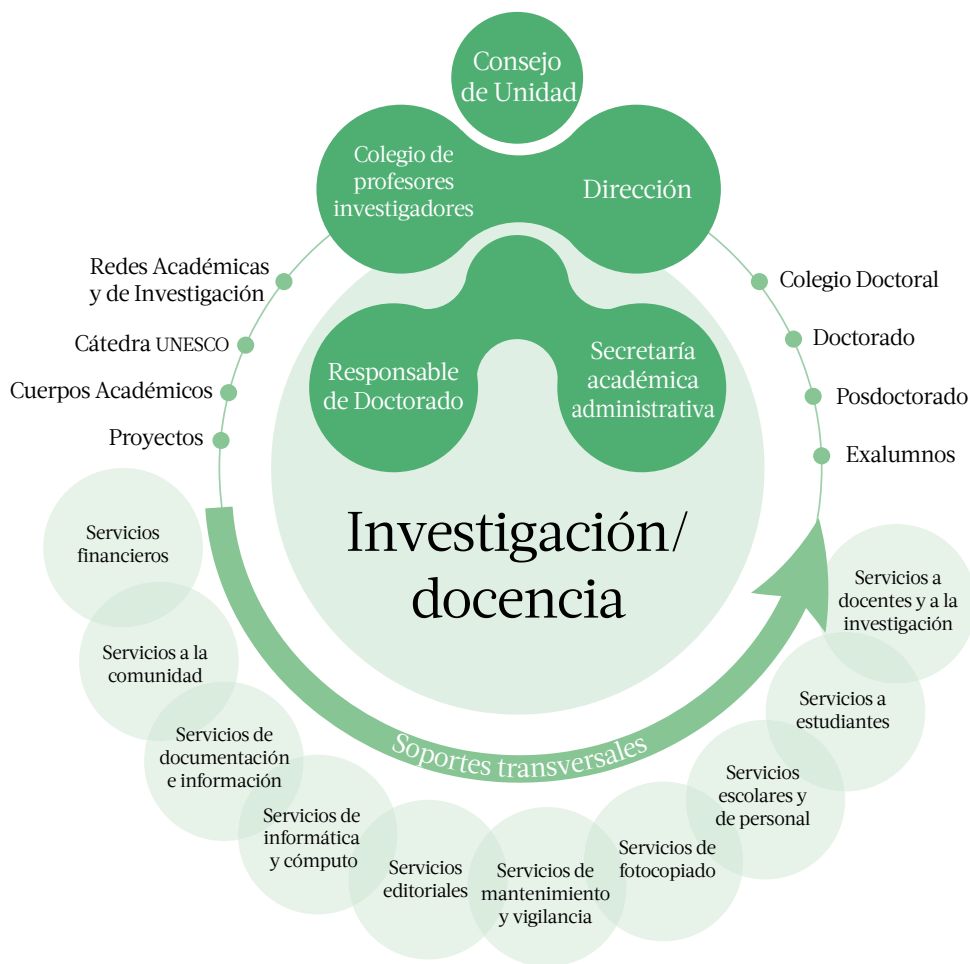 Consejo
de Unidad
Colegio de
profesores
investigadores
Dirección
Redes Académicas
y de Investigación
Cátedra UNESCO
Cuerpos Académicos
Proyectos
Colegio Doctoral
Doctorado
Posdoctorado
Exalumnos
Responsable
de Doctorado
Secretaría
académica
administrativa
Investigación/
docencia
Soportes transversales
Servicios
financieros
Servicios a la
comunidad
Servicios de
documentación
e información
Servicios de
informática
y cómputo
Servicios
editoriales
Servicios de
mantenimiento
y vigilancia
Servicios de
fotocopiado
Servicios
escolares y
de personal
Servicios a
estudiantes
Servicios a
docentes y a la
investigación